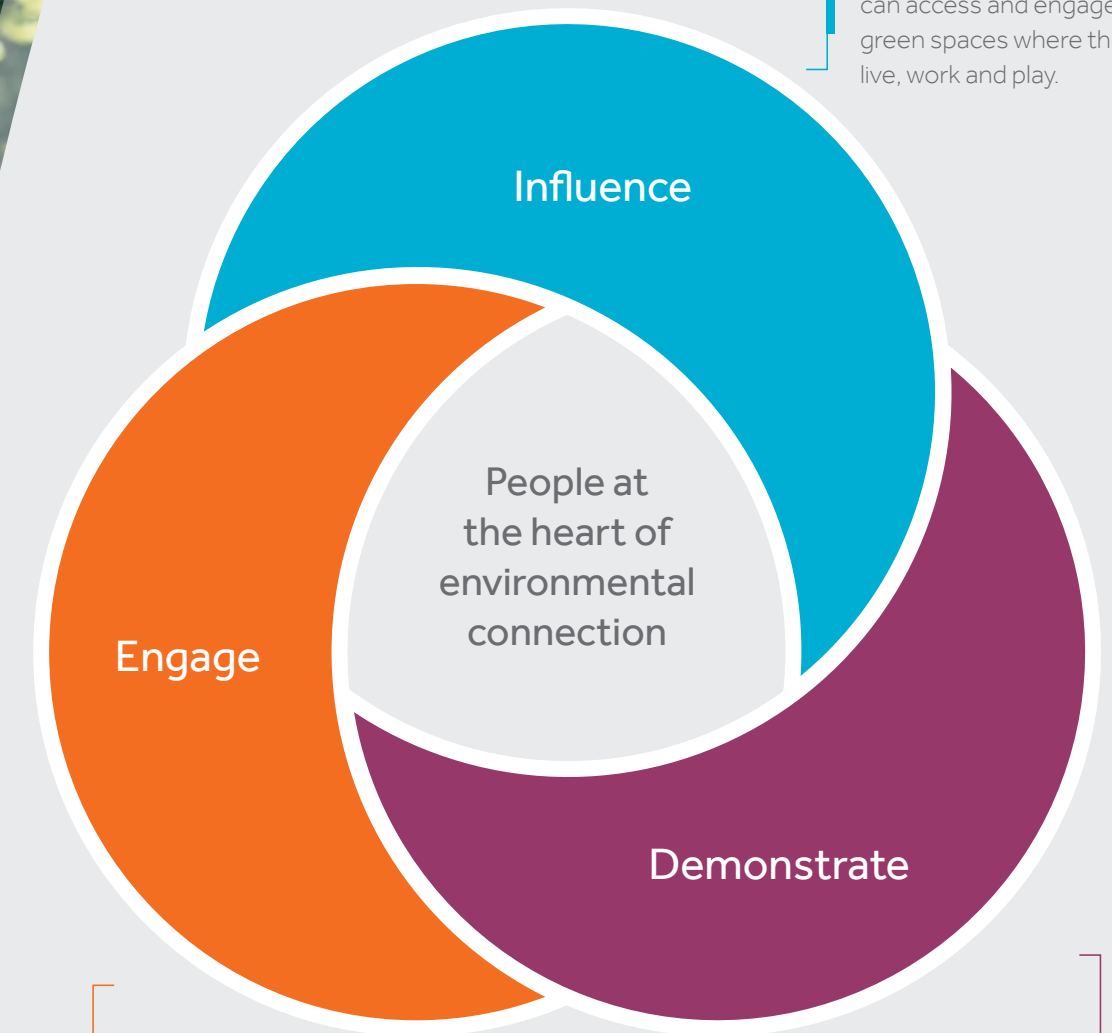 can access and engage
green spaces where th
live, work and play.
Influence
People at
the heart of
environmental
connection
Engage
Demonstrate